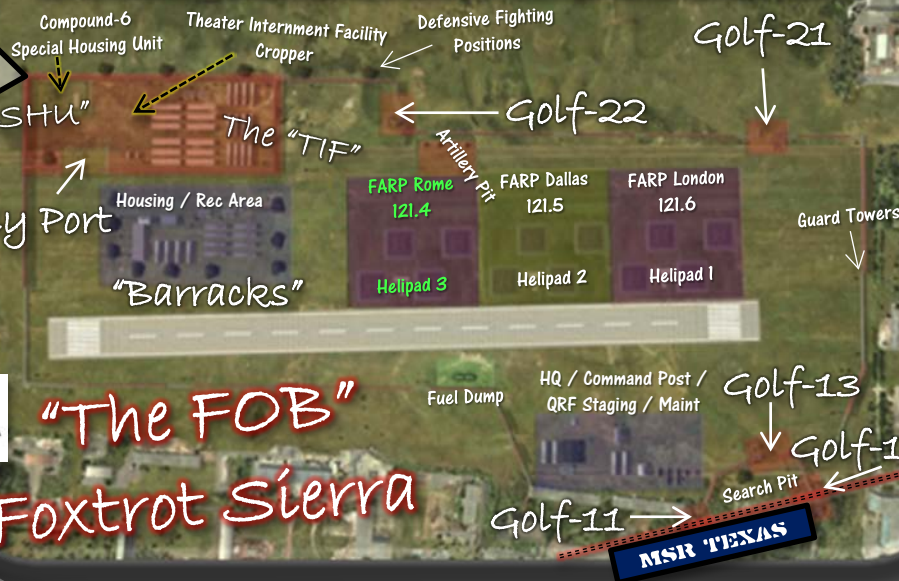 Compound-6
Special Housing Unit
Theater Internment Facility
Cropper
Defensive Fighting
Positions
Golf-21
SHU"
The "TIF"
Golf-22
Artillery Pit
y Port
Housing / Rec Area
"Barracks"
FARP Rome
121.4
Helipad 3
FARP Dallas
121.5
Helipad 2
FARP London
121.6
Helipad 1
Guard Towers
"The FOB"
Foxtrot Sierra
Fuel Dump
HQ / Command Post /
QRF Staging / Maint
Golf-13
Golf-1
Search Pit
Golf-11
MSR TEXAS